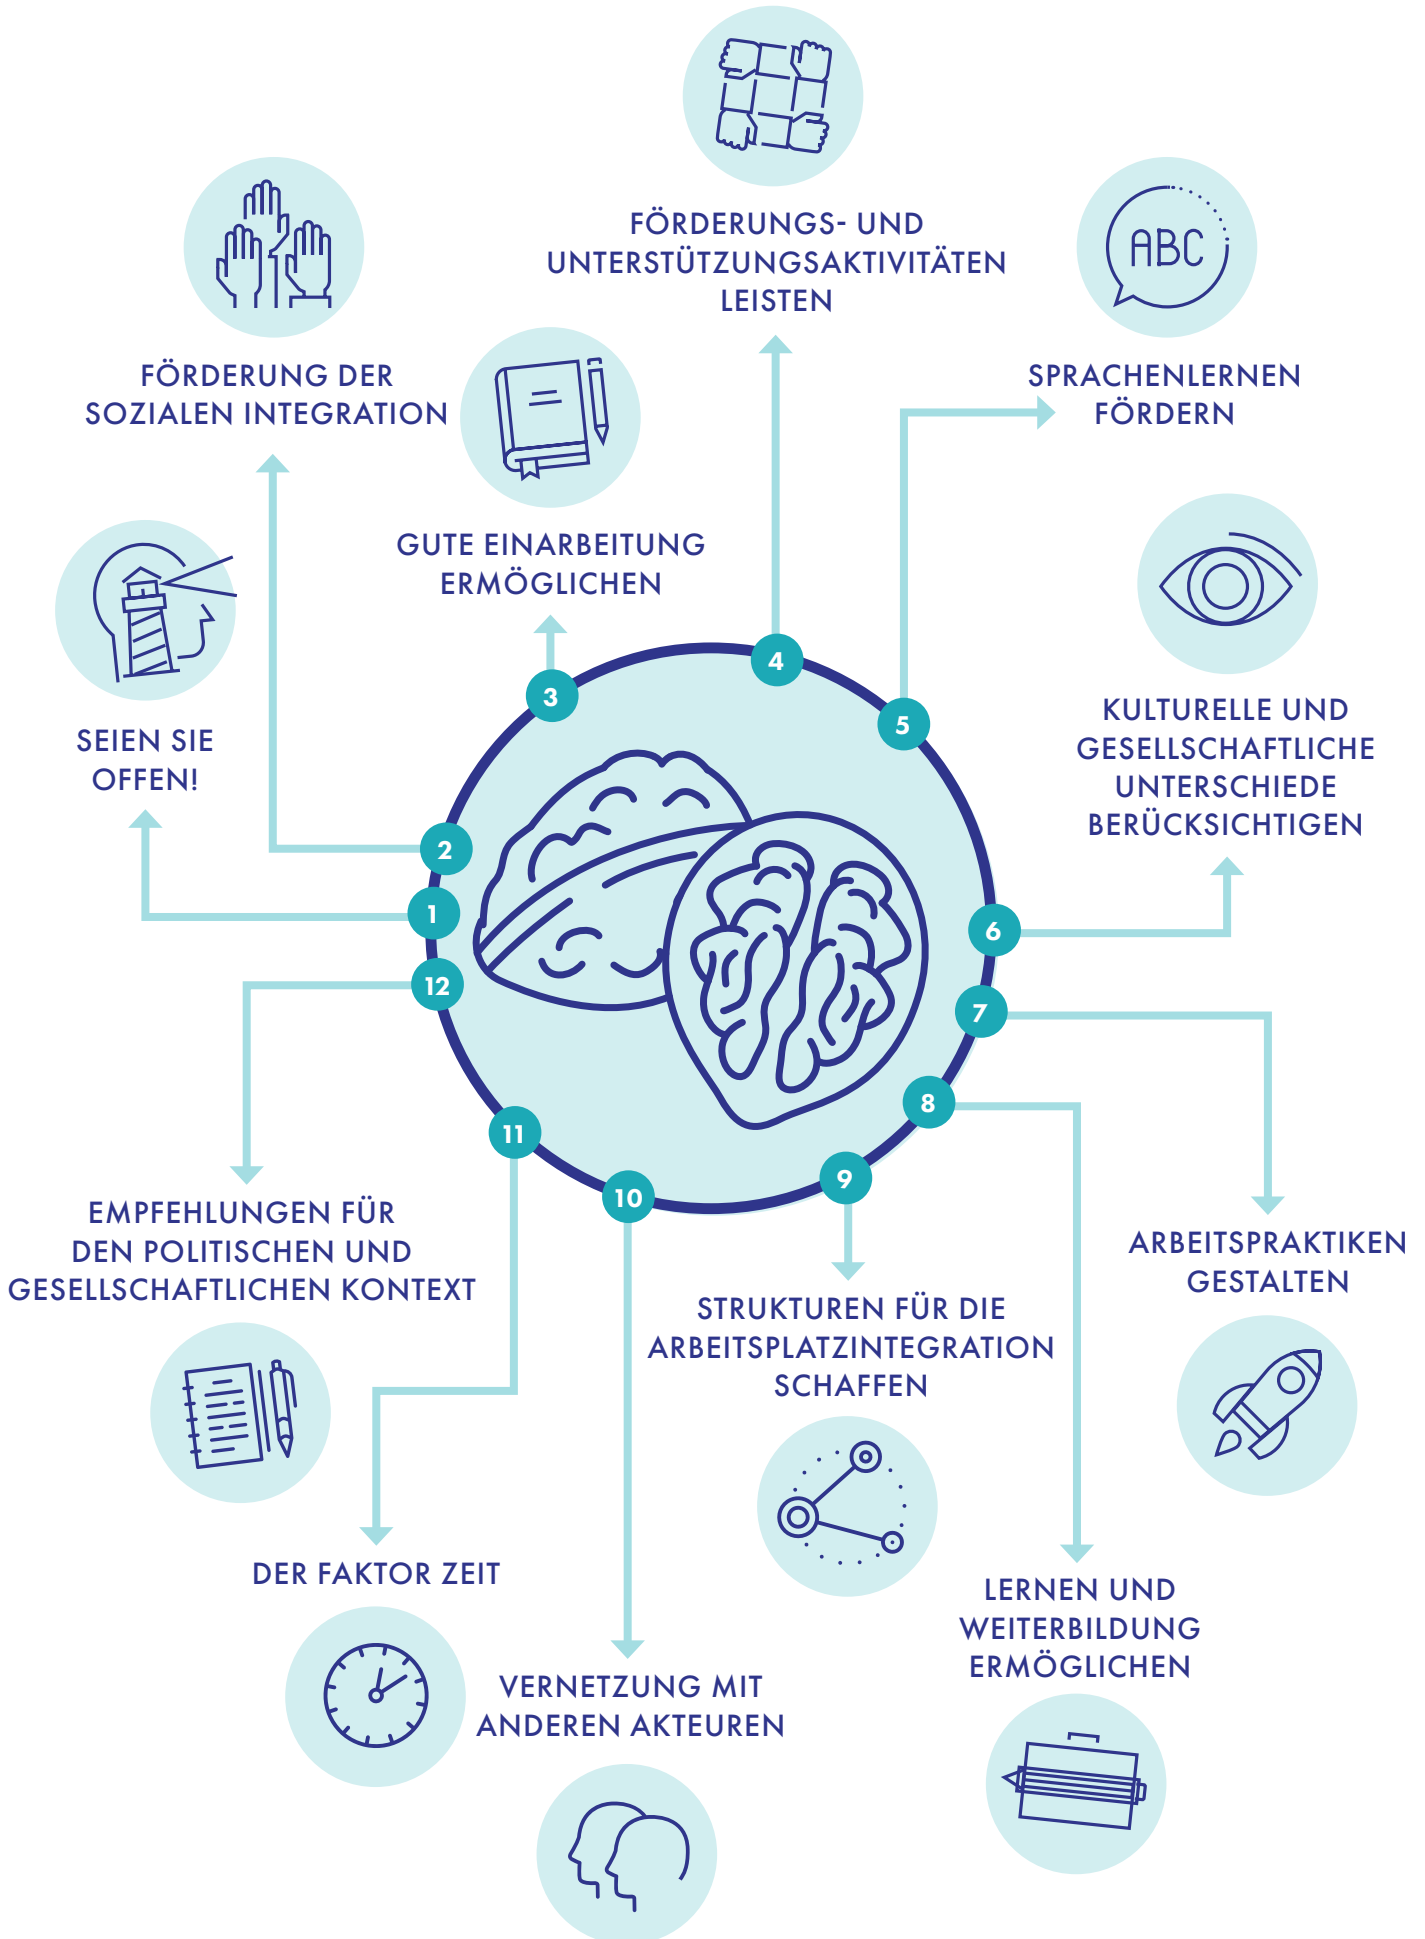 FÖRDERUNGS- UND
UNTERSTÜTZUNGSAKTIVITÄTEN
LEISTEN
ABC
FÖRDERUNG DER
SOZIALEN INTEGRATION
SPRACHENLERNEN
FÖRDERN
GUTE EINARBEITUNG
ERMÖGLICHEN
SEIEN SIE
OFFEN!
KULTURELLE UND
GESELLSCHAFTLICHE
UNTERSCHIEDE
BERÜCKSICHTIGEN
4
3
5
2
1
6
12
7
8
11
9
10
EMPFEHLUNGEN FÜR
DEN POLITISCHEN UND
GESELLSCHAFTLICHEN KONTEXT
ARBEITSPRAKTIKEN
GESTALTEN
STRUKTUREN FÜR DIE
ARBEITSPLATZINTEGRATION
SCHAFFEN
DER FAKTOR ZEIT
LERNEN UND
WEITERBILDUNG
ERMÖGLICHEN
VERNETZUNG MIT
ANDEREN AKTEUREN